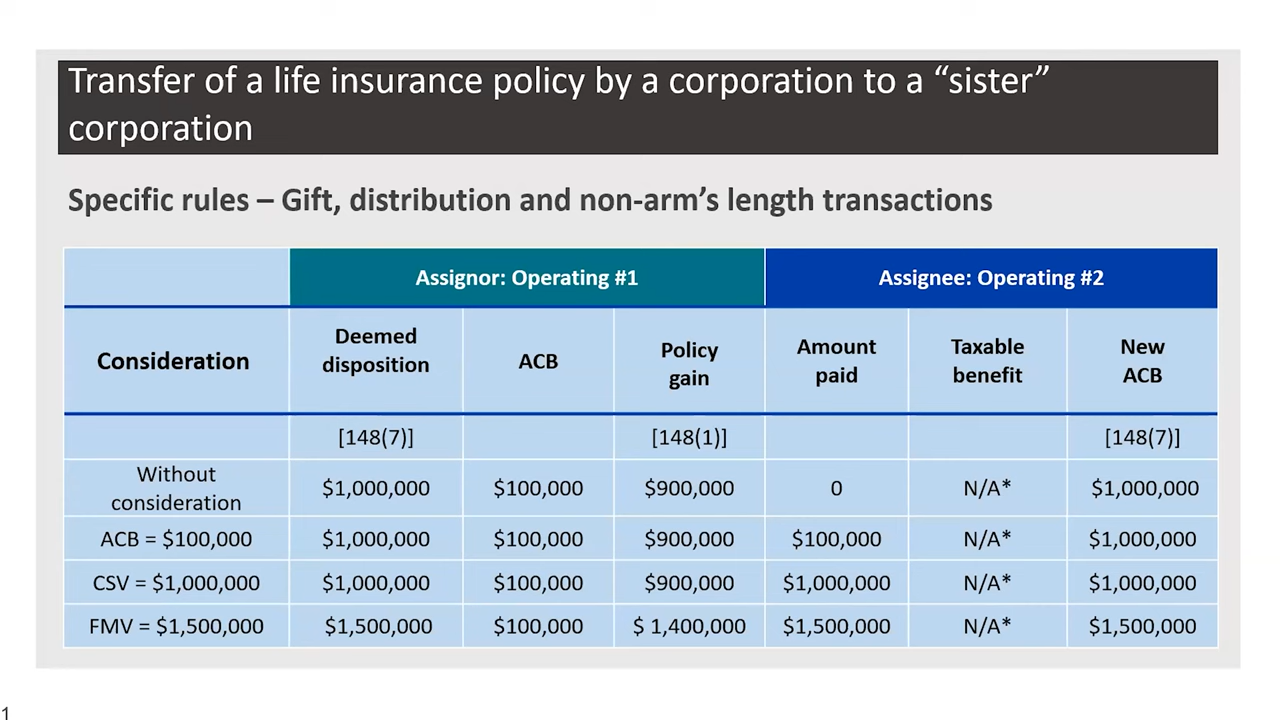 Transfer of a life insurance policy by a corporation to a “sister”
corporation
Specific rules – Gift, distribution and non-arm’s length transactions
Assignor: Operating #1 Assignee: Operating #2
Consideration Deemed disposition ACB Policy gain Amount paid Taxable benefit New ACB
[148(7)] [148(1)] [148(7)]
Without consideration $1,000,000 $100,000 $900,000 0 N/A* $1,000,000
ACB = $100,000 $1,000,000 $100,000 $900,000 $100,000 N/A* $1,000,000
CSV = $1,000,000 $1,000,000 $100,000 $900,000 $1,000,000 N/A* $1,000,000
FMV = $1,500,000 $1,500,000 $100,000 $ 1,400,000 $1,500,000 N/A* $1,500,000
1